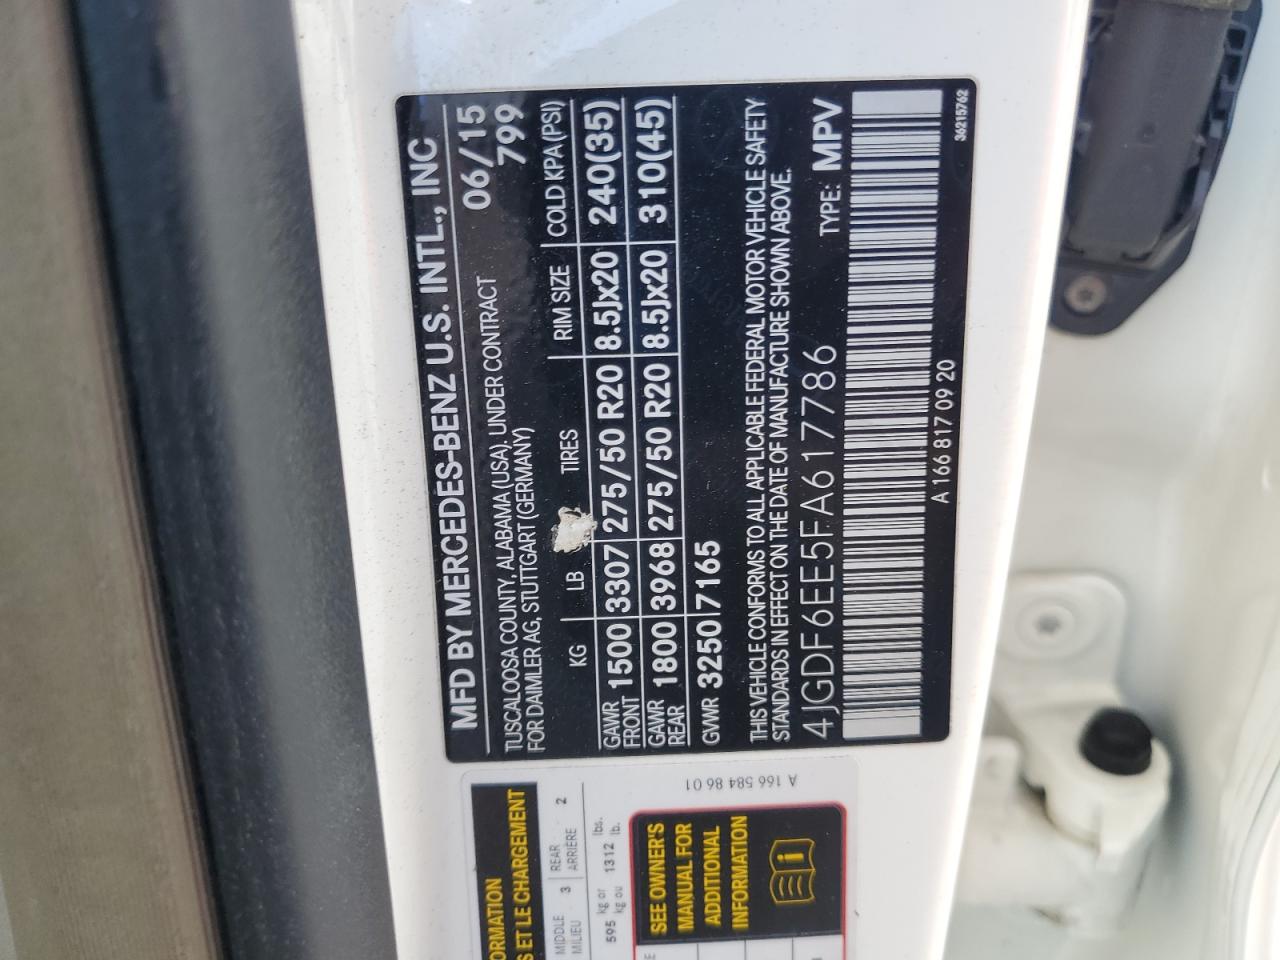 MFD BY MERCEDES-BENZ U.S. INTL., INC
TUSCALOOSA COUNTY, ALABAMA (USA). UNDER CONTRACT 06/15
FOR DAIMLER AG, STUTTGART (GERMANY) 799
KG LB TIRES RIM SIZE COLD KPA(PSI)
GAWR FRONT 1500 3307 275/50 R20 8.5Jx20 240(35)
GAWR REAR 1800 3968 275/50 R20 8.5Jx20 310(45)
GVWR 3250 7165
THIS VEHICLE CONFORMS TO ALL APPLICABLE FEDERAL MOTOR VEHICLE SAFETY
STANDARDS IN EFFECT ON THE DATE OF MANUFACTURE SHOWN ABOVE.
4JGDF6EE5FA617786 TYPE: MPV
A 166 817 09 20 36215762
A 166 584 86 01
S ET LE CHARGEMENT
MIDDLE 3 REAR 2
MILIEU ARRIÈRE
595 kg or 1312 lbs.
kg ou lb.
SEE OWNER'S
MANUAL FOR
ADDITIONAL
INFORMATION